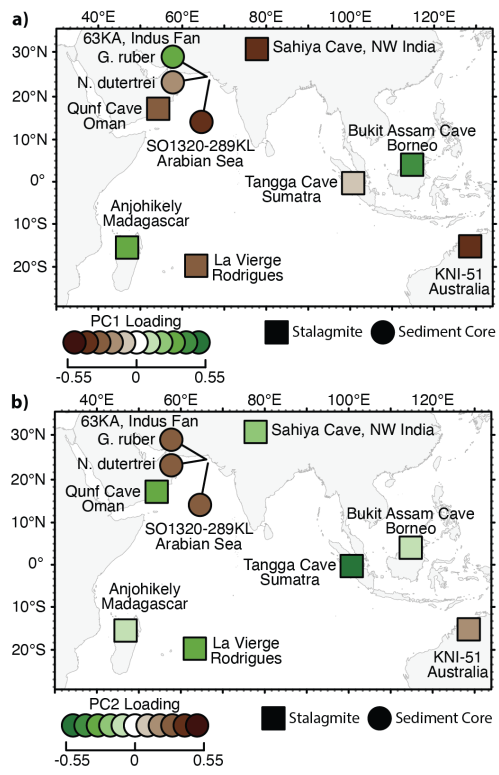 a)
40°E 60°E 80°E 100°E 120°E
63KA, Indus Fan
30°N
G. ruber
Sahiya Cave, NW India
20°N
N. dutertrei
Qunf Cave
Oman
10°N
SO1320-289KL
Arabian Sea
Bukit Assam Cave
Borneo
0°
Tangga Cave
Sumatra
10°S
Anjohikely
Madagascar
20°S
La Vierge
Rodrigues
KNI-51
Australia
PC1 Loading
-0.55 0 0.55
Stalagmite Sediment Core
b)
40°E 60°E 80°E 100°E 120°E
63KA, Indus Fan
30°N
G. ruber
Sahiya Cave, NW India
20°N
N. dutertrei
Qunf Cave
Oman
10°N
SO1320-289KL
Arabian Sea
Bukit Assam Cave
Borneo
0°
Tangga Cave
Sumatra
10°S
Anjohikely
Madagascar
20°S
La Vierge
Rodrigues
KNI-51
Australia
PC2 Loading
-0.55 0 0.55
Stalagmite Sediment Core